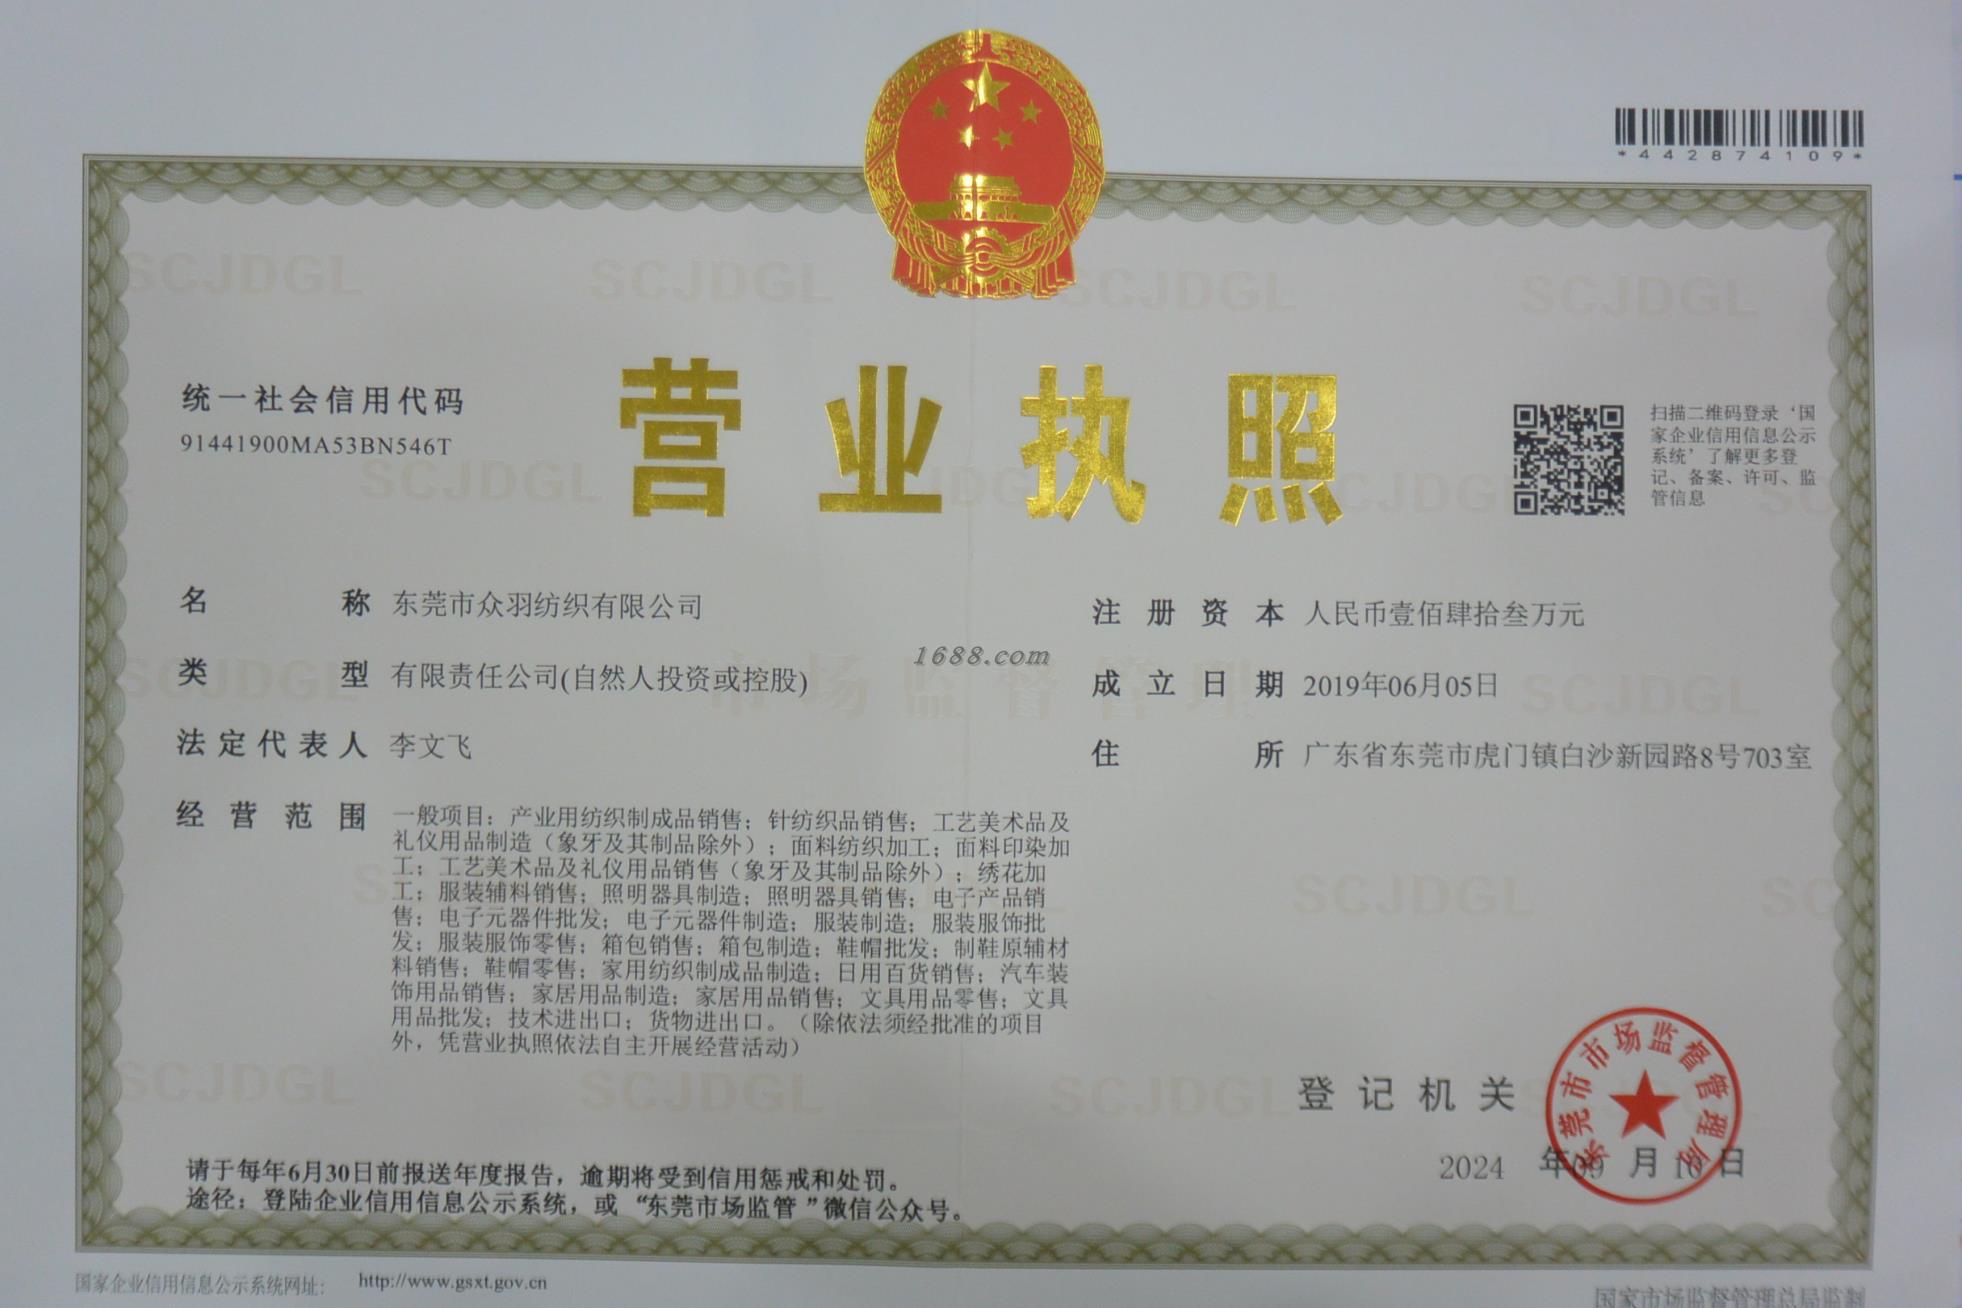 *442874109*
统一社会信用代码
91441900MA53BN546T
营业执照
扫描二维码登录‘国
家企业信用信息公示
系统’了解更多登
记、备案、许可、监
管信息
名称 东莞市众羽纺织有限公司
类型 有限责任公司(自然人投资或控股)
法定代表人 李文飞
经营范围 一般项目：产业用纺织制成品销售；针纺织品销售；工艺美术品及
礼仪用品制造（象牙及其制品除外）；面料纺织加工；面料印染加
工；工艺美术品及礼仪用品销售（象牙及其制品除外）；绣花加
工；服装辅料销售；照明器具制造；照明器具销售；电子产品销
售；电子元器件批发；电子元器件制造；服装制造；服装服饰批
发；服装服饰零售；箱包销售；箱包制造；鞋帽批发；制鞋原辅材
料销售；鞋帽零售；家用纺织制成品制造；日用百货销售；汽车装
饰用品销售；家居用品制造；家居用品销售；文具用品零售；文具
用品批发；技术进出口；货物进出口。（除依法须经批准的项目
外，凭营业执照依法自主开展经营活动）
注册资本 人民币壹佰肆拾叁万元
成立日期 2019年06月05日
住所 广东省东莞市虎门镇白沙新园路8号703室
1688.com
市场监督管理
SCJDGL
登记机关
东莞市市场监督管理局
2024 年09 月10日
请于每年6月30日前报送年度报告，逾期将受到信用惩戒和处罚。
途径：登陆企业信用信息公示系统，或“东莞市场监管”微信公众号。
国家企业信用信息公示系统网址： http://www.gsxt.gov.cn
国家市场监督管理总局监制